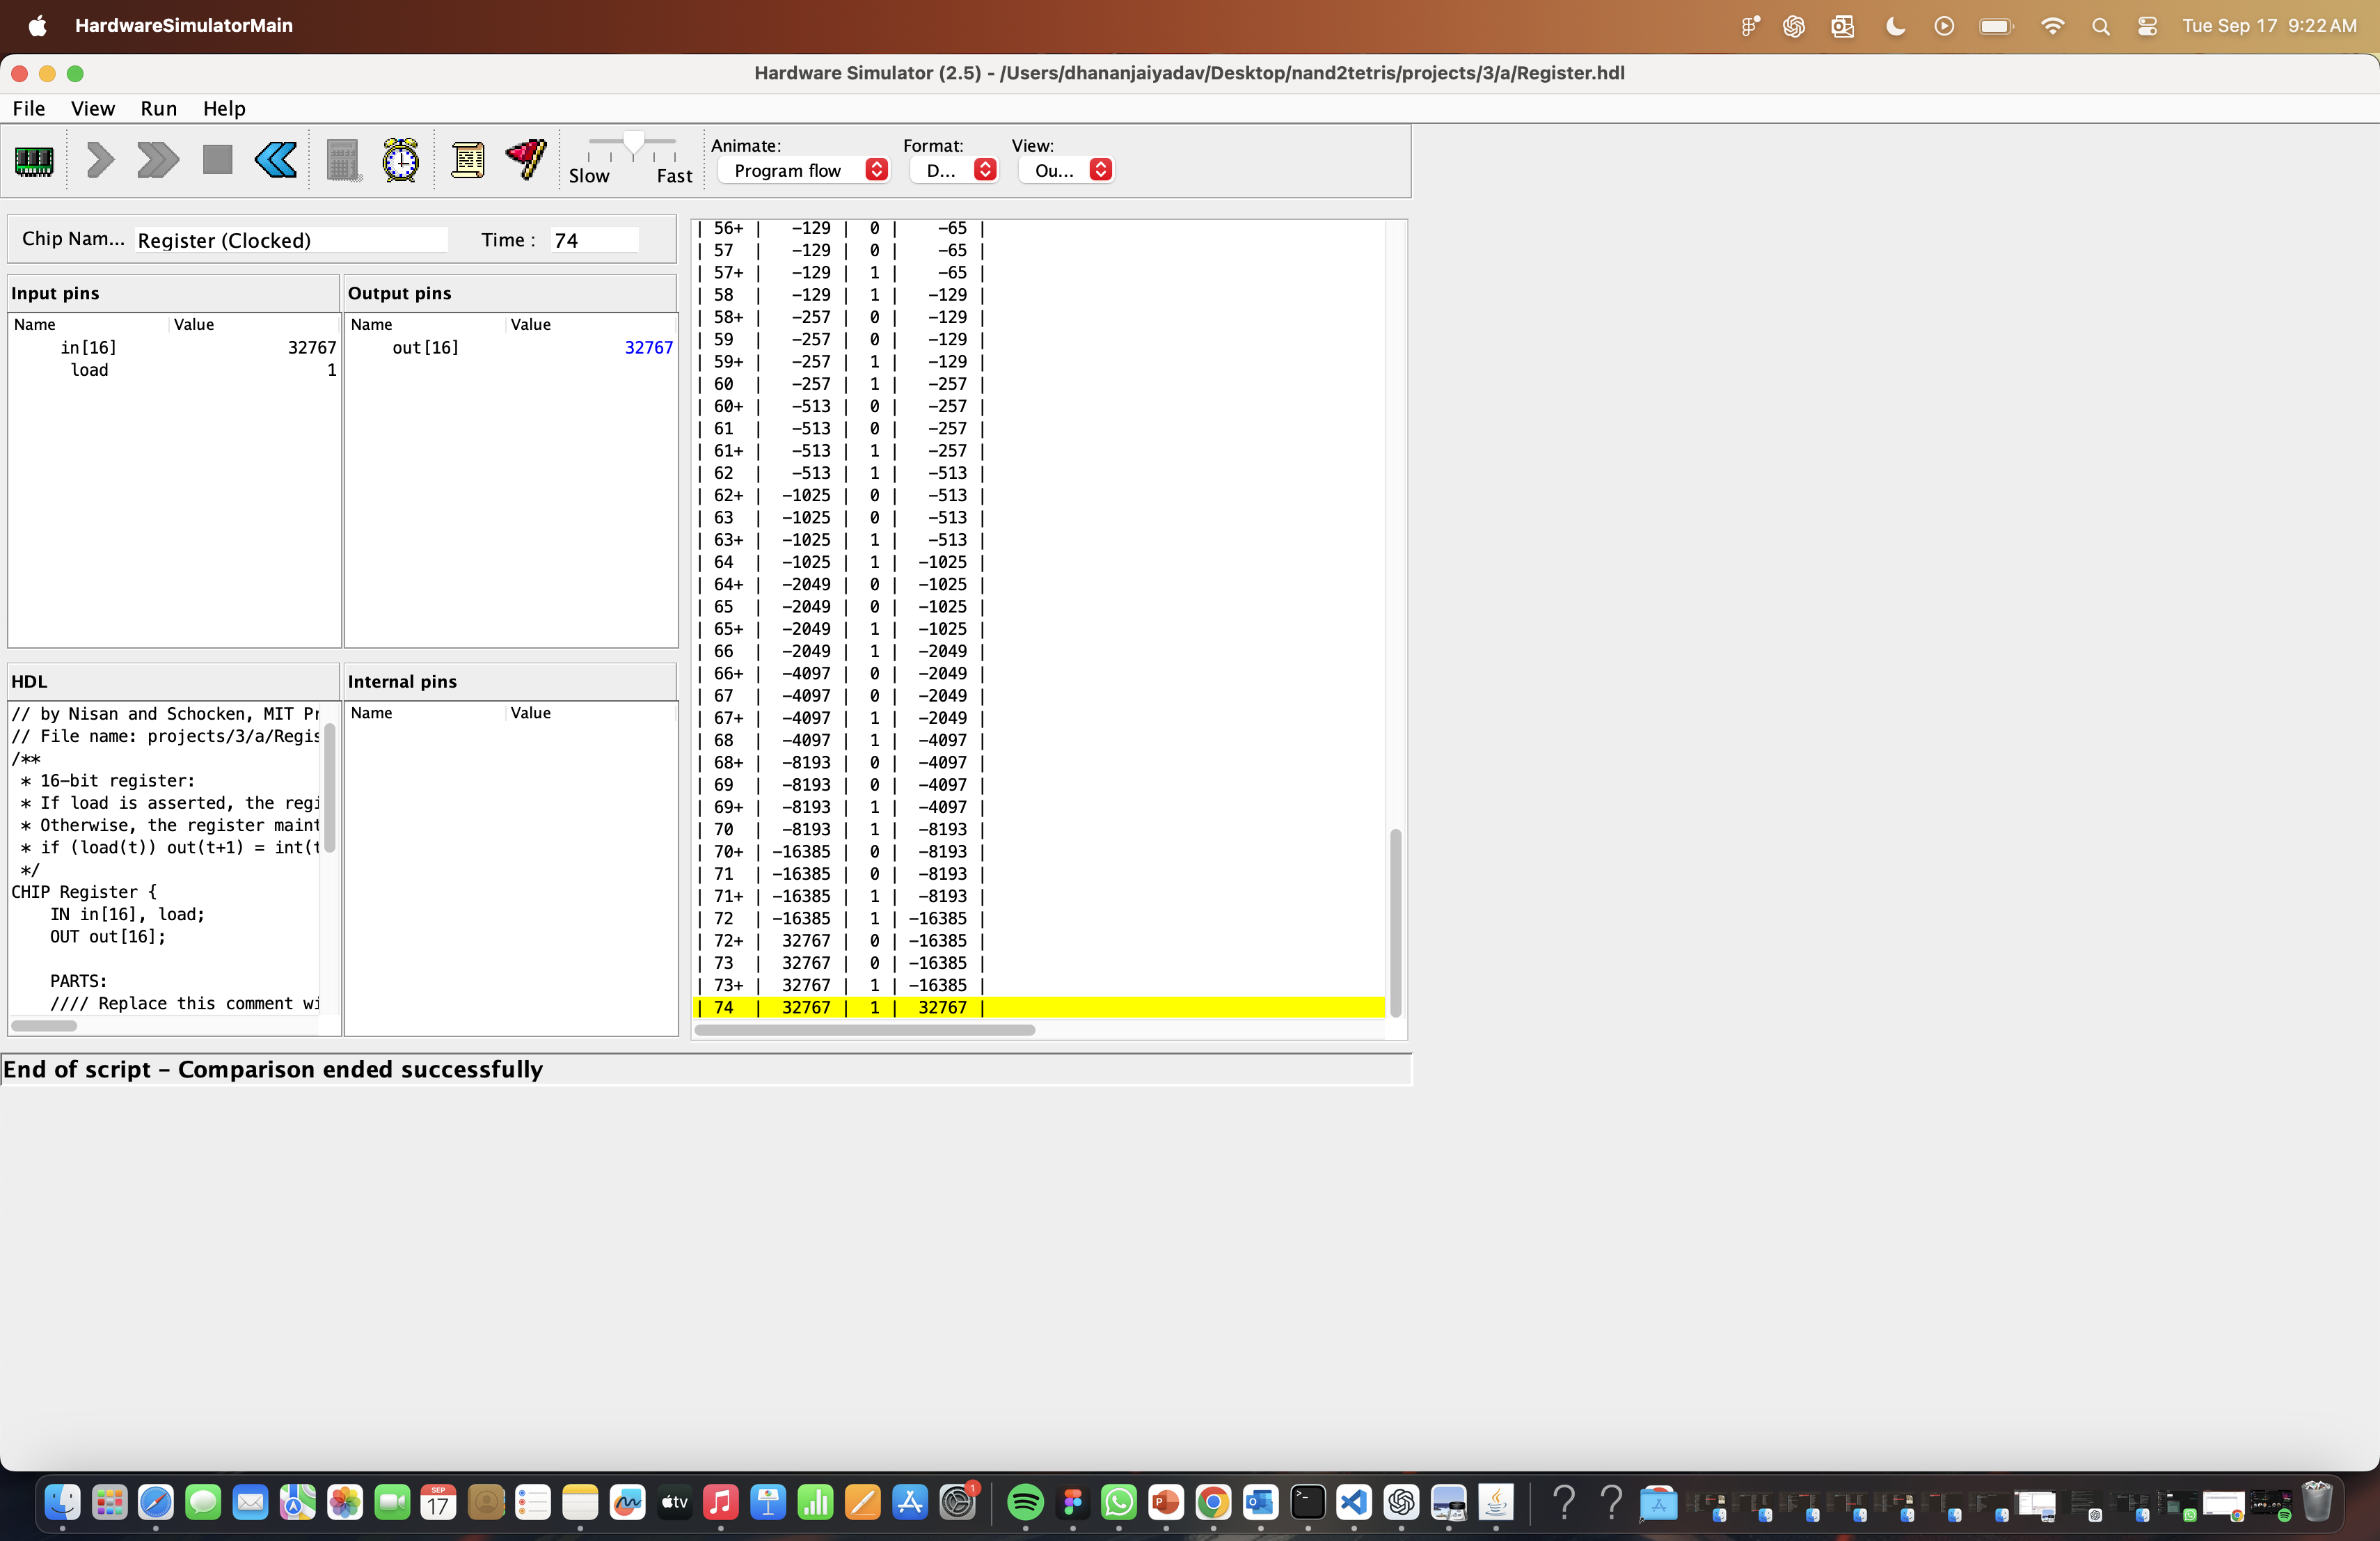 HardwareSimulatorMain
Tue Sep 17 9:22 AM
Hardware Simulator (2.5) - /Users/dhananjaiyadav/Desktop/nand2tetris/projects/3/a/Register.hdl
File View Run Help
Slow Fast
Animate: Format: View:
Program flow D... Ou...
Chip Nam... Register (Clocked) Time : 74
Input pins
Name Value
in[16] 32767
load 1
Output pins
Name Value
out[16] 32767
HDL
// by Nisan and Schocken, MIT Pr
// File name: projects/3/a/Regis
/**
* 16-bit register:
* If load is asserted, the regi
* Otherwise, the register maint
* if (load(t)) out(t+1) = int(t
*/
CHIP Register {
IN in[16], load;
OUT out[16];
PARTS:
//// Replace this comment wi
Internal pins
Name Value
| 56+ | -129 | 0 | -65 |
| 57 | -129 | 0 | -65 |
| 57+ | -129 | 1 | -65 |
| 58 | -129 | 1 | -129 |
| 58+ | -257 | 0 | -129 |
| 59 | -257 | 0 | -129 |
| 59+ | -257 | 1 | -129 |
| 60 | -257 | 1 | -257 |
| 60+ | -513 | 0 | -257 |
| 61 | -513 | 0 | -257 |
| 61+ | -513 | 1 | -257 |
| 62 | -513 | 1 | -513 |
| 62+ | -1025 | 0 | -513 |
| 63 | -1025 | 0 | -513 |
| 63+ | -1025 | 1 | -513 |
| 64 | -1025 | 1 | -1025 |
| 64+ | -2049 | 0 | -1025 |
| 65 | -2049 | 0 | -1025 |
| 65+ | -2049 | 1 | -1025 |
| 66 | -2049 | 1 | -2049 |
| 66+ | -4097 | 0 | -2049 |
| 67 | -4097 | 0 | -2049 |
| 67+ | -4097 | 1 | -2049 |
| 68 | -4097 | 1 | -4097 |
| 68+ | -8193 | 0 | -4097 |
| 69 | -8193 | 0 | -4097 |
| 69+ | -8193 | 1 | -4097 |
| 70 | -8193 | 1 | -8193 |
| 70+ | -16385 | 0 | -8193 |
| 71 | -16385 | 0 | -8193 |
| 71+ | -16385 | 1 | -8193 |
| 72 | -16385 | 1 | -16385 |
| 72+ | 32767 | 0 | -16385 |
| 73 | 32767 | 0 | -16385 |
| 73+ | 32767 | 1 | -16385 |
| 74 | 32767 | 1 | 32767 |
End of script – Comparison ended successfully
SEP
17
tv
1